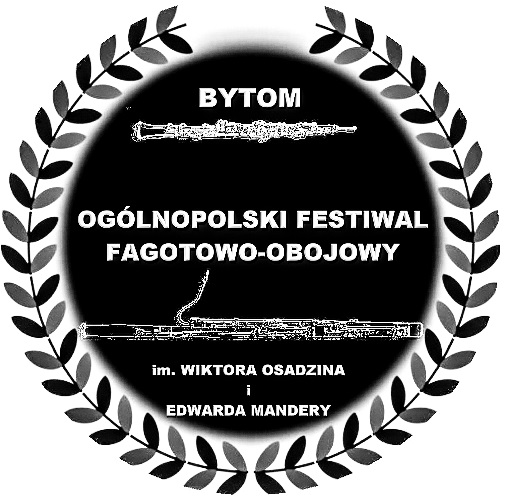 BYTOM
OGÓLNOPOLSKI FESTIWAL
FAGOTOWO-OBOJOWY
im. WIKTORA OSADZINA
i
EDWARDA MANDERY